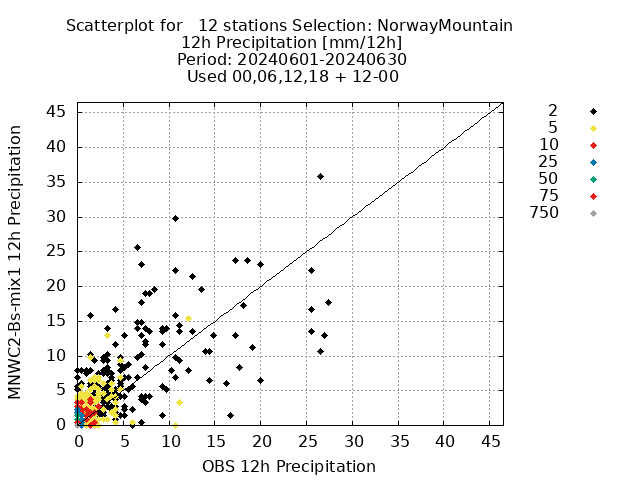 Scatterplot for   12 stations Selection: NorwayMountain
12h Precipitation [mm/12h]
Period: 20240601-20240630
Used 00,06,12,18 + 12-00
45
40
35
30
25
20
15
10
5
0
MNWC2-Bs-mix1 12h Precipitation
0 5 10 15 20 25 30 35 40 45
OBS 12h Precipitation
2
5
10
25
50
75
750